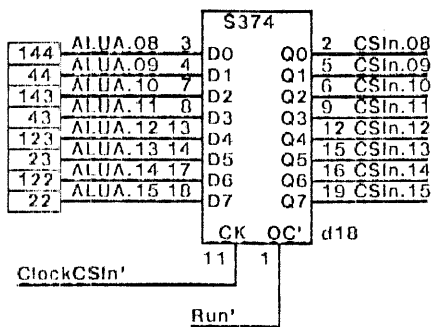 S374
144 ALUA.08 3 D0 Q0 2 CSIn.08
44 ALUA.09 4 D1 Q1 5 CSIn.09
143 ALUA.10 7 D2 Q2 6 CSIn.10
43 ALUA.11 8 D3 Q3 9 CSIn.11
123 ALUA.12 13 D4 Q4 12 CSIn.12
23 ALUA.13 14 D5 Q5 15 CSIn.13
122 ALUA.14 17 D6 Q6 16 CSIn.14
22 ALUA.15 18 D7 Q7 19 CSIn.15
CK OC' d18
11 1
ClockCSIn'
Run'